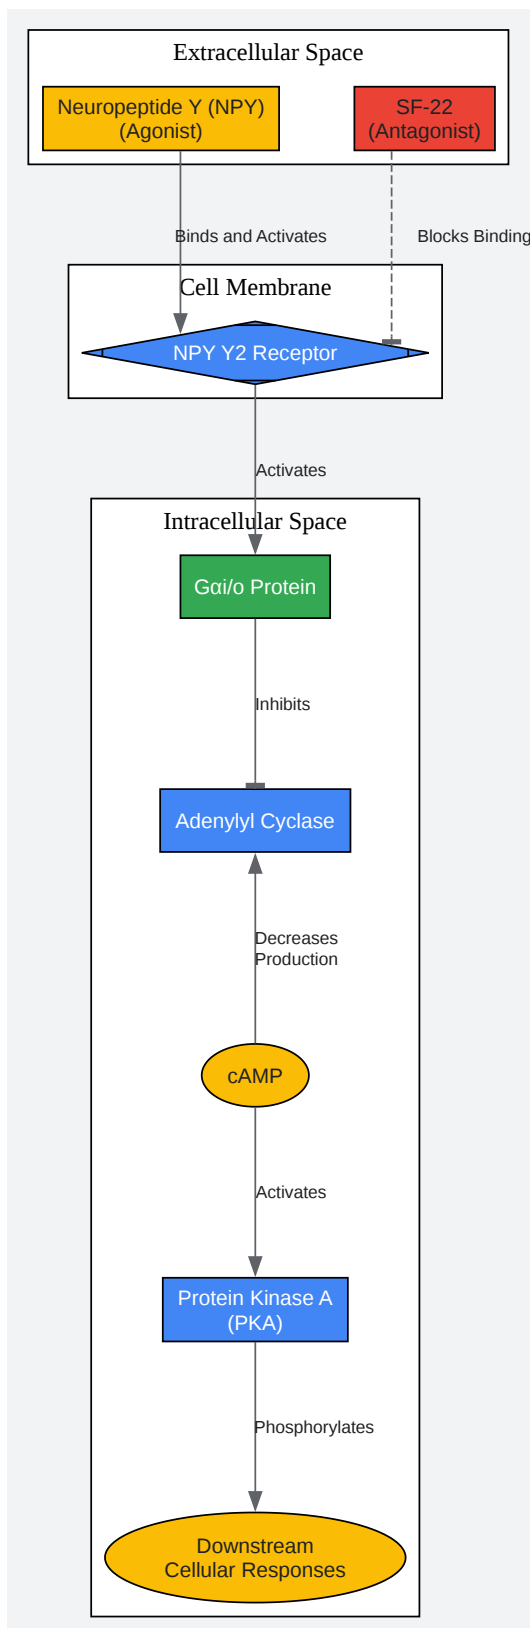 Extracellular Space
Neuropeptide Y (NPY)
(Agonist)
SF-22
(Antagonist)
Binds and Activates
Blocks Binding
Cell Membrane
NPY Y2 Receptor
Activates
Intracellular Space
Gαi/o Protein
Inhibits
Adenylyl Cyclase
Decreases
Production
cAMP
Activates
Protein Kinase A
(PKA)
Phosphorylates
Downstream
Cellular Responses